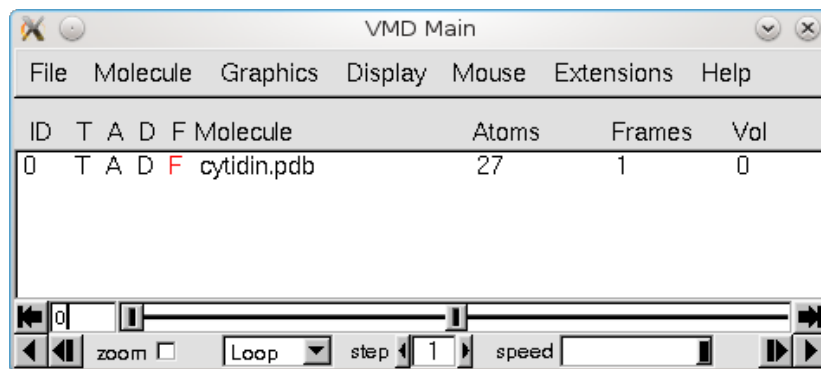 VMD Main
File Molecule Graphics Display Mouse Extensions Help
ID T A D F Molecule Atoms Frames Vol
0 T A D F cytidin.pdb 27 1 0
0
zoom Loop step 1 speed